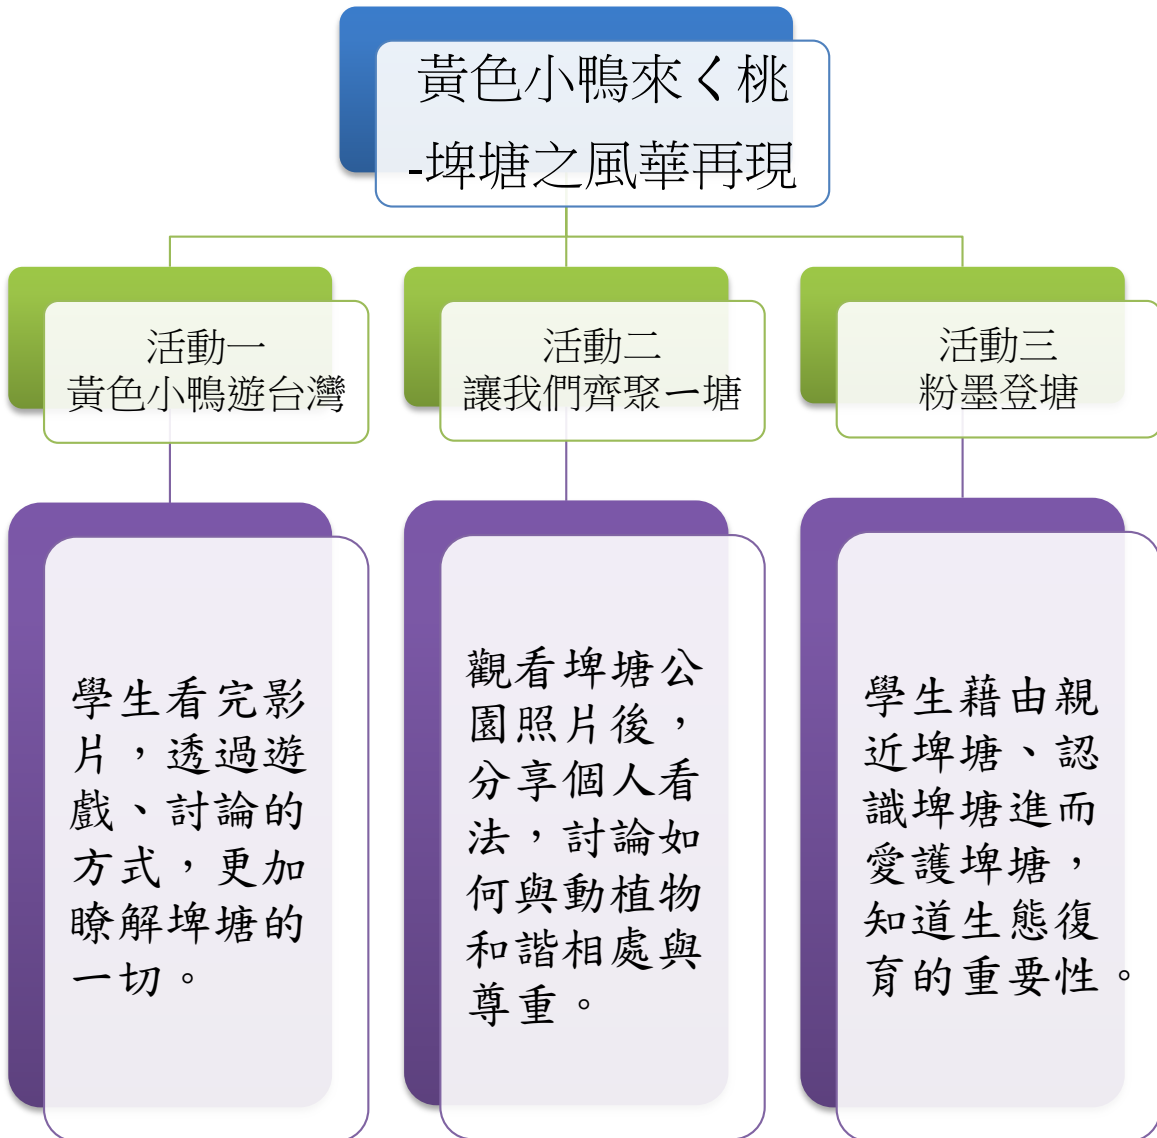 黃色小鴨來ㄑ桃
-埤塘之風華再現
活動一
黃色小鴨遊台灣
活動二
讓我們齊聚ㄧ塘
活動三
粉墨登塘
學生看完影
片，透過遊
戲、討論的
方式，更加
瞭解埤塘的
一切。
觀看埤塘公
園照片後，
分享個人看
法，討論如
何與動植物
和諧相處與
尊重。
學生藉由親
近埤塘、認
識埤塘進而
愛護埤塘，
知道生態復
育的重要性。